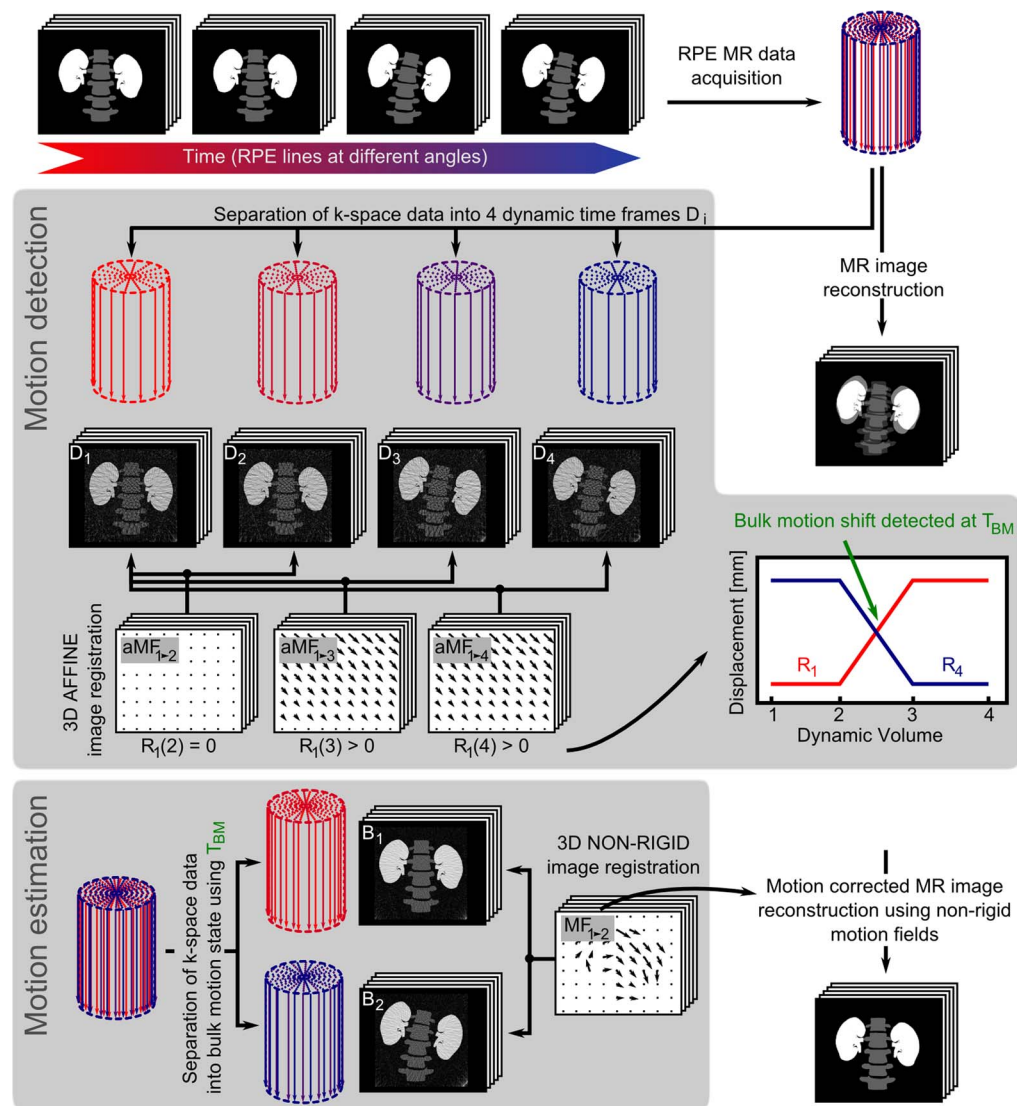 RPE MR data
acquisition
Time (RPE lines at different angles)
Motion detection
Separation of k-space data into 4 dynamic time frames D i
MR image
reconstruction
D1
D2
D3
D4
3D AFFINE
image registration
aMF1▸2
aMF1▸3
aMF1▸4
R1(2) = 0
R1(3) > 0
R1(4) > 0
Bulk motion shift detected at TBM
Displacement [mm]
R1
R4
1 2 3 4
Dynamic Volume
Motion estimation
Separation of k-space data
into bulk motion state using TBM
B1
B2
3D NON-RIGID
image registration
MF1▸2
Motion corrected MR image
reconstruction using non-rigid
motion fields